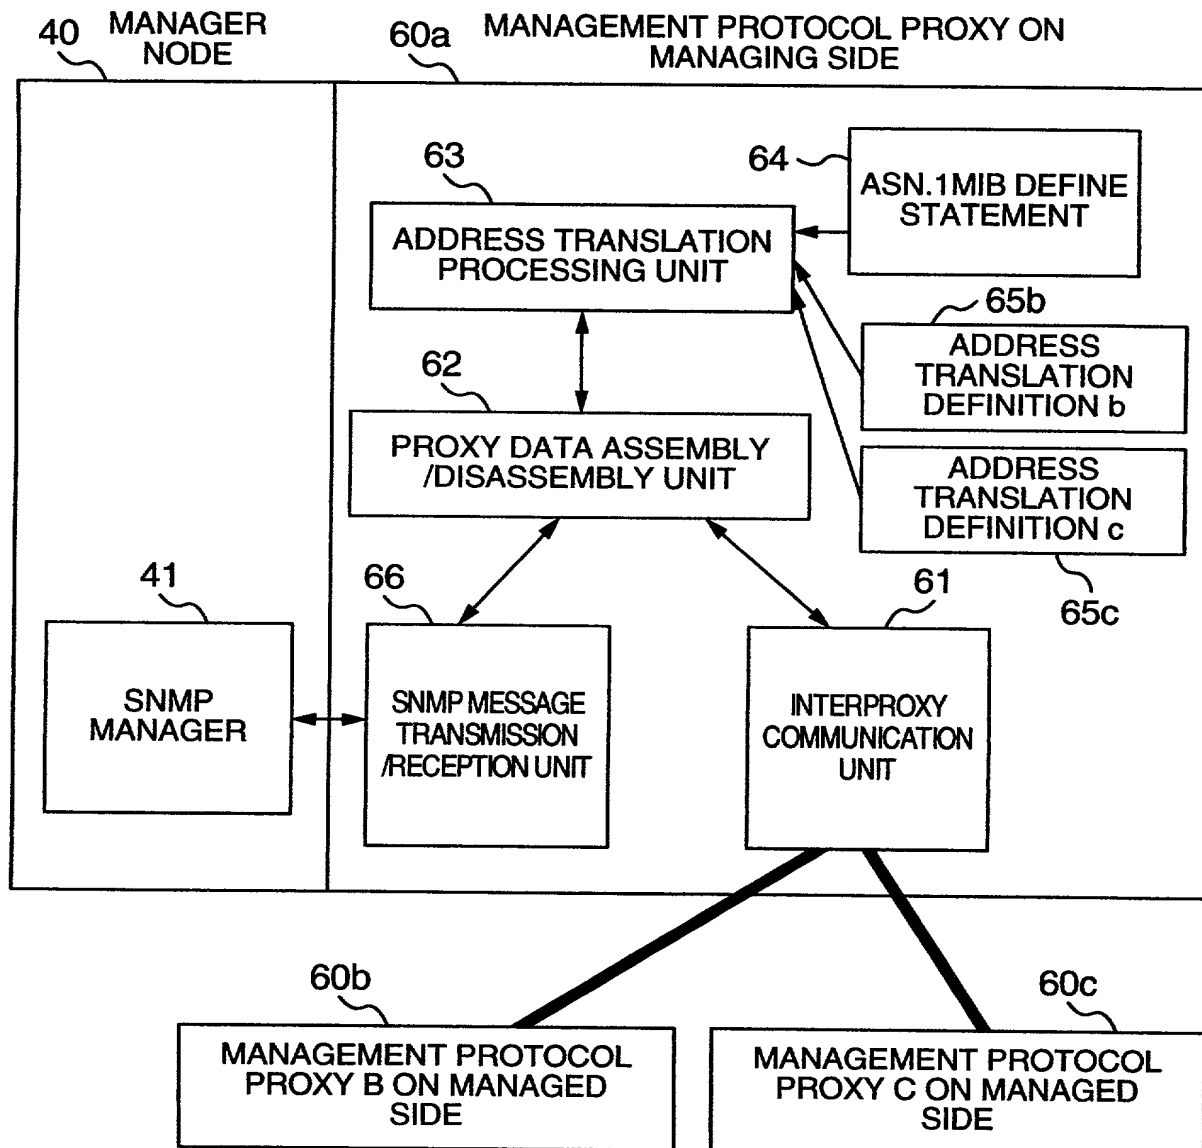 40
MANAGER
NODE
60a
MANAGEMENT PROTOCOL PROXY ON
MANAGING SIDE
63
ADDRESS TRANSLATION
PROCESSING UNIT
64
ASN.1MIB DEFINE
STATEMENT
65b
ADDRESS
TRANSLATION
DEFINITION b
62
PROXY DATA ASSEMBLY
/DISASSEMBLY UNIT
ADDRESS
TRANSLATION
DEFINITION c
65c
41
SNMP
MANAGER
66
SNMP MESSAGE
TRANSMISSION
/RECEPTION UNIT
61
INTERPROXY
COMMUNICATION
UNIT
60b
MANAGEMENT PROTOCOL
PROXY B ON MANAGED
SIDE
60c
MANAGEMENT PROTOCOL
PROXY C ON MANAGED
SIDE